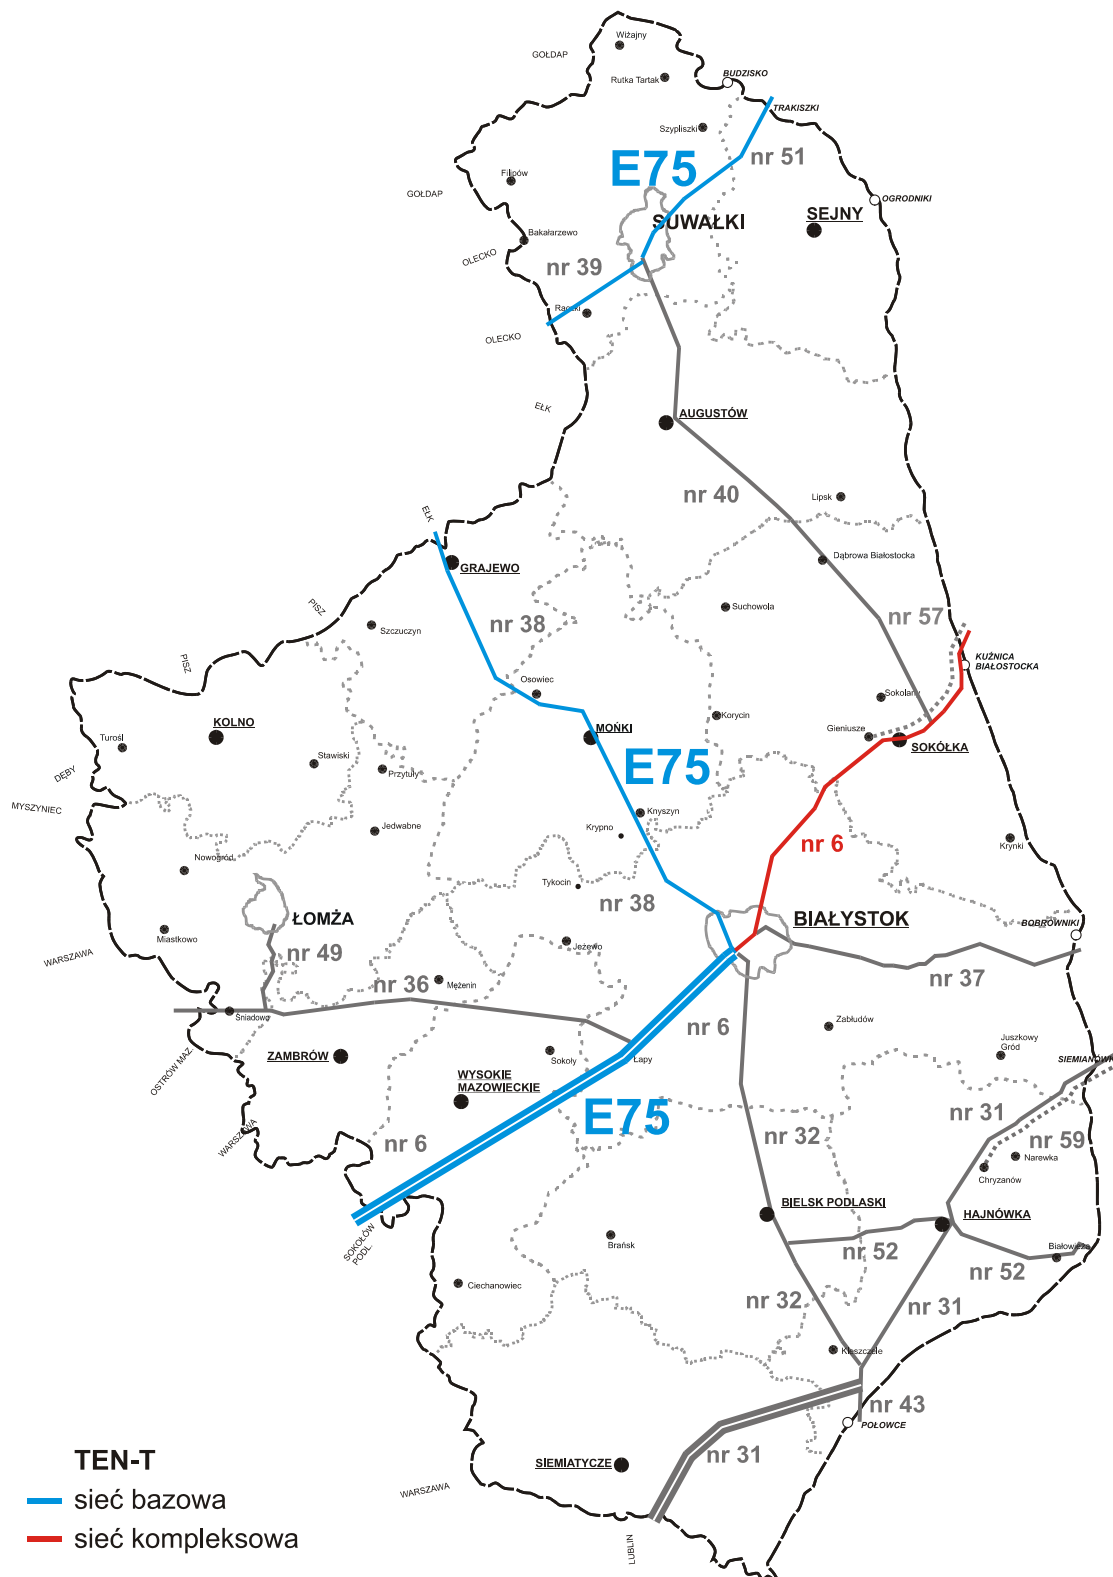 Wiżajny
GOŁDAP
Rutka Tartak
BUDZISKO
TRAKISZKI
Szypliszki
nr 51
E75
Filipów
GOŁDAP
OGRODNIKI
SEJNY
SUWAŁKI
Bakałarzewo
OLECKO
nr 39
Raczki
OLECKO
EŁK
AUGUSTÓW
nr 40
Lipsk
EŁK
Dąbrowa Białostocka
GRAJEWO
PISZ
Suchowola
nr 57
nr 38
Szczuczyn
KUŹNICA
BIAŁOSTOCKA
PISZ
Osowiec
Sokolany
Korycin
KOLNO
MOŃKI
Gieniusze
Turośl
SOKÓŁKA
Stawiski
E75
DĘBY
Przytuły
MYSZYNIEC
Knyszyn
Jedwabne
Krypno
nr 6
Krynki
Nowogród
Tykocin
nr 38
ŁOMŻA
BIAŁYSTOK
BOBROWNIKI
Miastkowo
Jeżewo
nr 49
WARSZAWA
nr 37
nr 36
Mężenin
Śniadowo
nr 6
Zabłudów
Juszkowy
Gród
ZAMBRÓW
Sokoły
Łapy
SIEMIANÓWKA
OSTRÓW MAZ.
WYSOKIE
MAZOWIECKIE
E75
nr 31
nr 32
nr 59
WARSZAWA
nr 6
Narewka
Chryzanów
BIELSK PODLASKI
HAJNÓWKA
SOKOŁÓW
PODL.
Brańsk
nr 52
Białowieża
nr 52
Ciechanowiec
nr 32
nr 31
Kleszczele
nr 43
POŁOWCE
nr 31
TEN-T
SIEMIATYCZE
WARSZAWA
sieć bazowa
sieć kompleksowa
LUBLIN